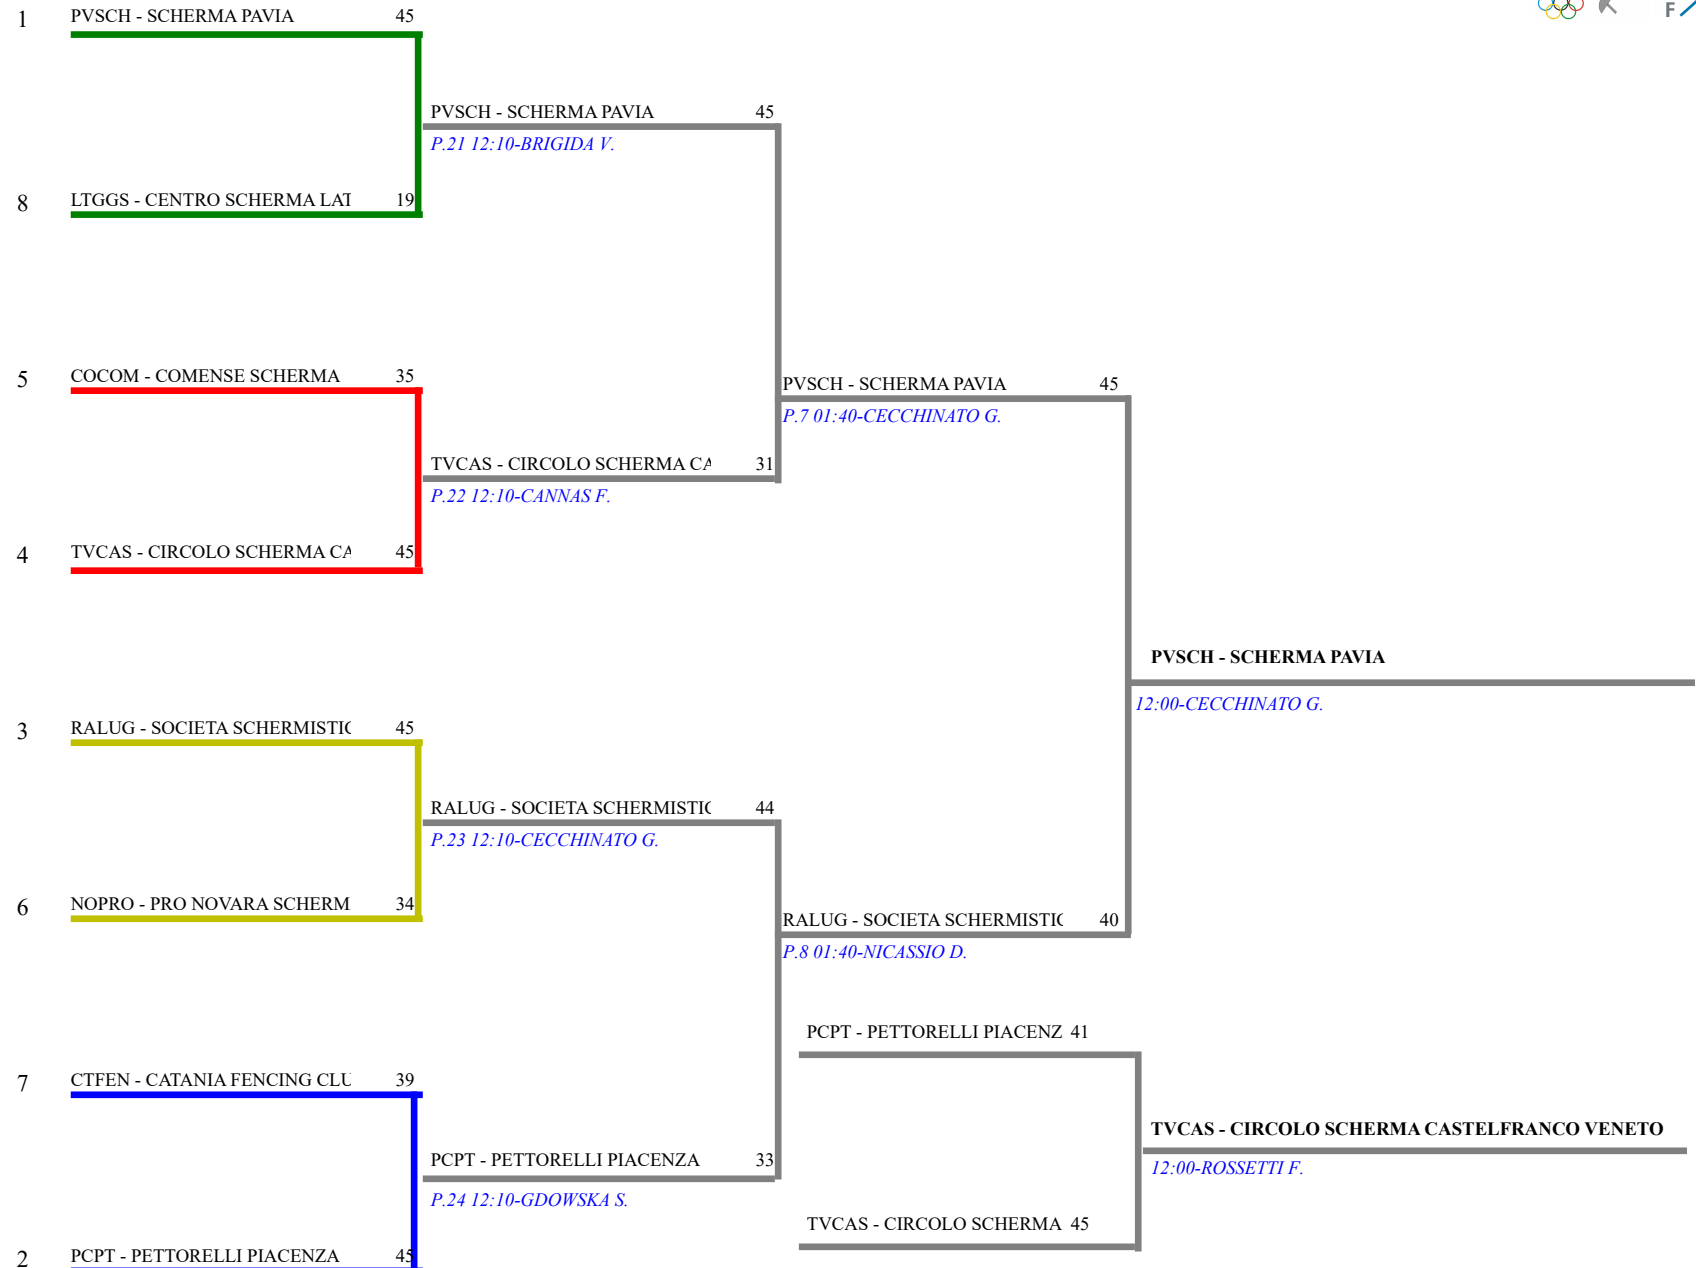 F
1 PVSCH - SCHERMA PAVIA 45
PVSCH - SCHERMA PAVIA 45
P.21 12:10-BRIGIDA V.
8 LTGGS - CENTRO SCHERMA LAT 19
5 COCOM - COMENSE SCHERMA 35
PVSCH - SCHERMA PAVIA 45
P.7 01:40-CECCHINATO G.
TVCAS - CIRCOLO SCHERMA CA 31
P.22 12:10-CANNAS F.
4 TVCAS - CIRCOLO SCHERMA CA 45
PVSCH - SCHERMA PAVIA
12:00-CECCHINATO G.
3 RALUG - SOCIETA SCHERMISTIC 45
RALUG - SOCIETA SCHERMISTIC 44
P.23 12:10-CECCHINATO G.
6 NOPRO - PRO NOVARA SCHERM 34
RALUG - SOCIETA SCHERMISTIC 40
P.8 01:40-NICASSIO D.
PCPT - PETTORELLI PIACENZ 41
7 CTFEN - CATANIA FENCING CLU 39
TVCAS - CIRCOLO SCHERMA CASTELFRANCO VENETO
12:00-ROSSETTI F.
PCPT - PETTORELLI PIACENZA 33
P.24 12:10-GDOWSKA S.
TVCAS - CIRCOLO SCHERMA 45
2 PCPT - PETTORELLI PIACENZA 45